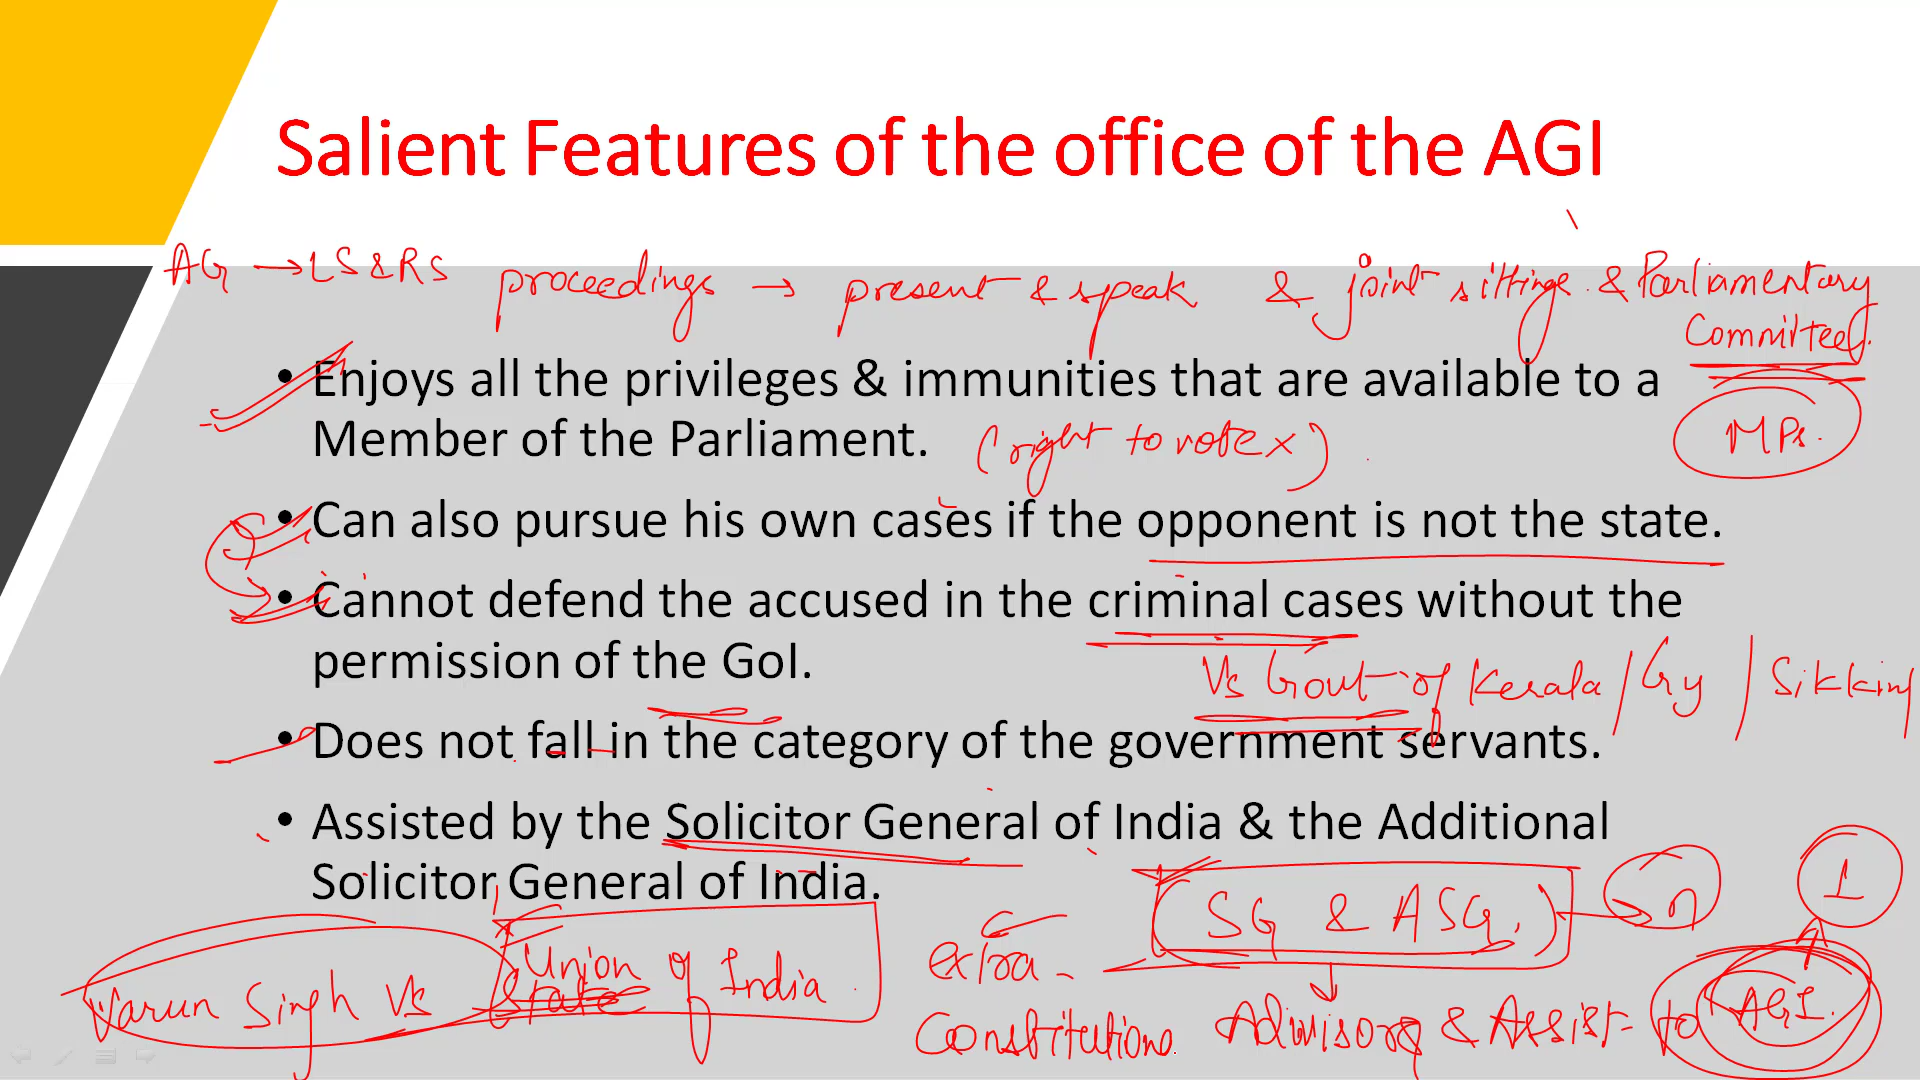 Salient Features of the office of the AGI
AG → LS & RS proceedings → present & speak & joint sittings & Parliamentary
Committees.
• Enjoys all the privileges & immunities that are available to a
MPs.
Member of the Parliament. (right to vote x)
• Can also pursue his own cases if the opponent is not the state.
• Cannot defend the accused in the criminal cases without the
permission of the GoI.
Vs Govt of Kerala / Guj / Sikkim
• Does not fall in the category of the government servants.
• Assisted by the Solicitor General of India & the Additional
Solicitor General of India.
(SG & ASG.) → n
1
extra-
Constitutiona
Varun Singh Vs State Union of India.
Advisory & Assist to AGI.